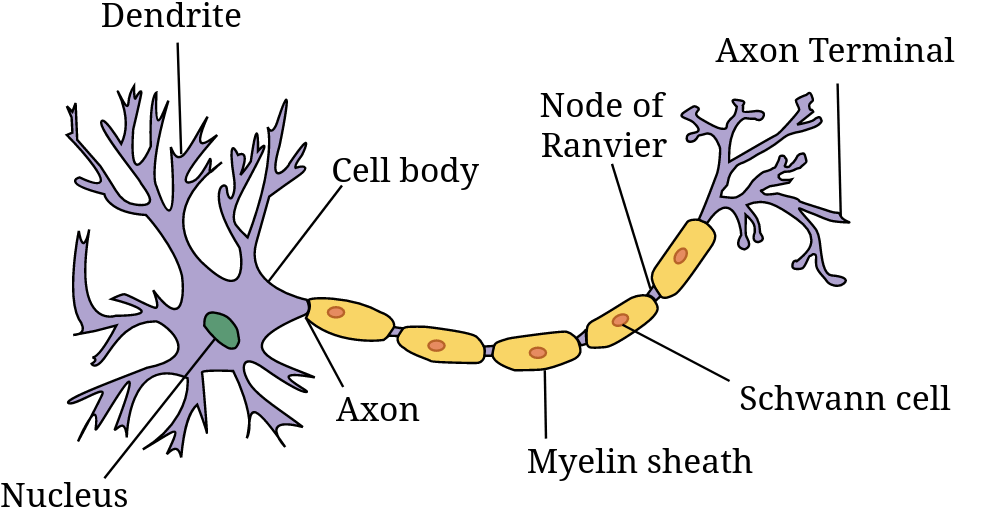 Dendrite
Axon Terminal
Node of
Ranvier
Cell body
Axon
Schwann cell
Myelin sheath
Nucleus